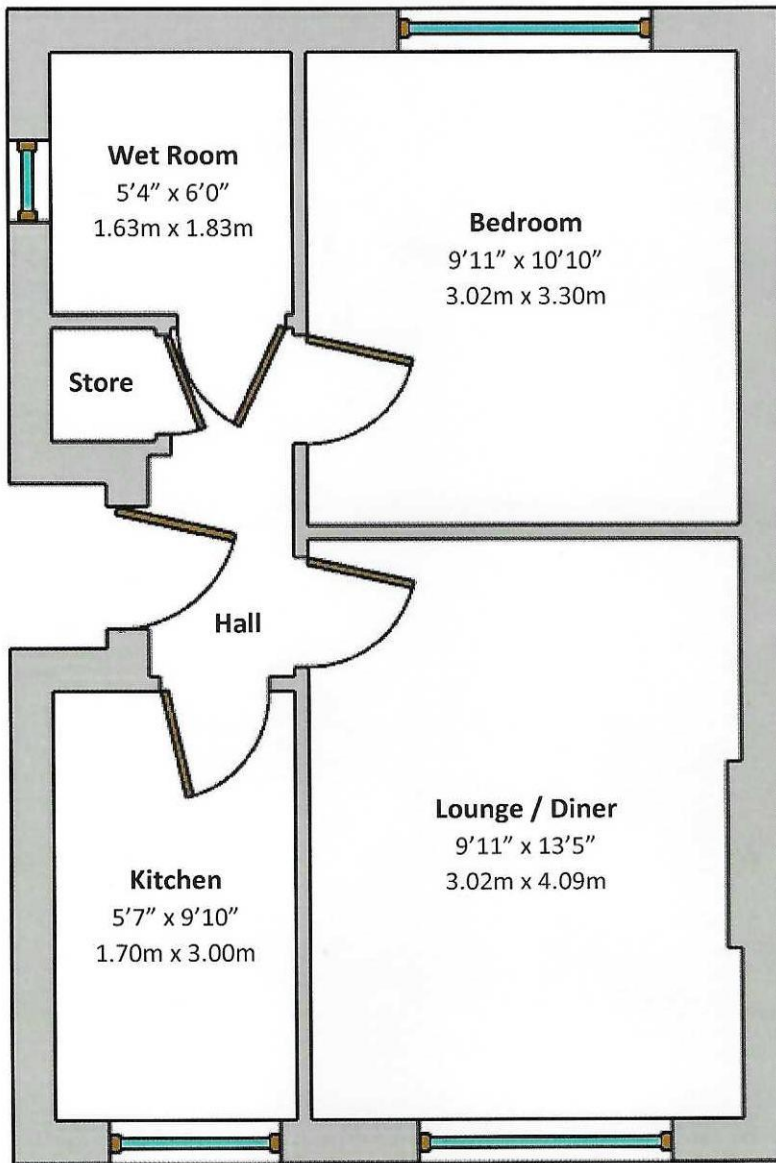 Wet Room
5’4” x 6’0”
1.63m x 1.83m
Bedroom
9’11” x 10’10”
3.02m x 3.30m
Store
Hall
Lounge / Diner
9’11” x 13’5”
3.02m x 4.09m
Kitchen
5’7” x 9’10”
1.70m x 3.00m